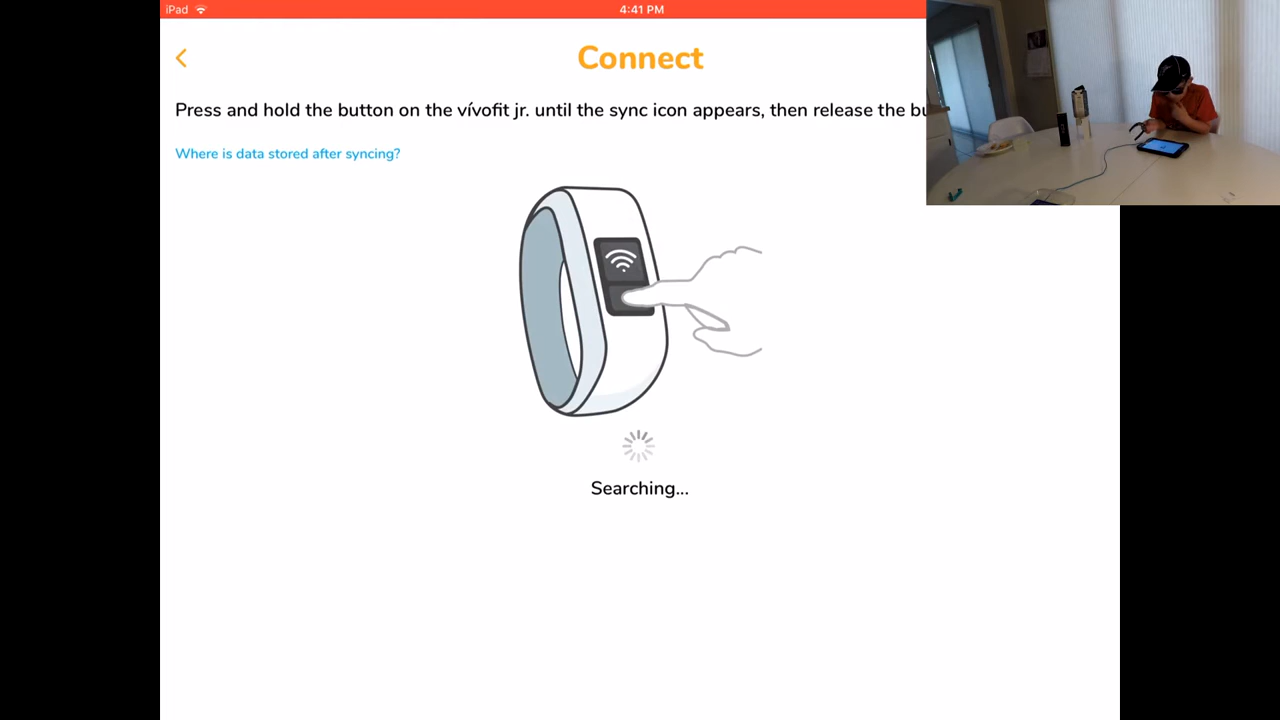 iPad
4:41 PM
Connect
Press and hold the button on the vívofit jr. until the sync icon appears, then release the bu
Where is data stored after syncing?
Searching...